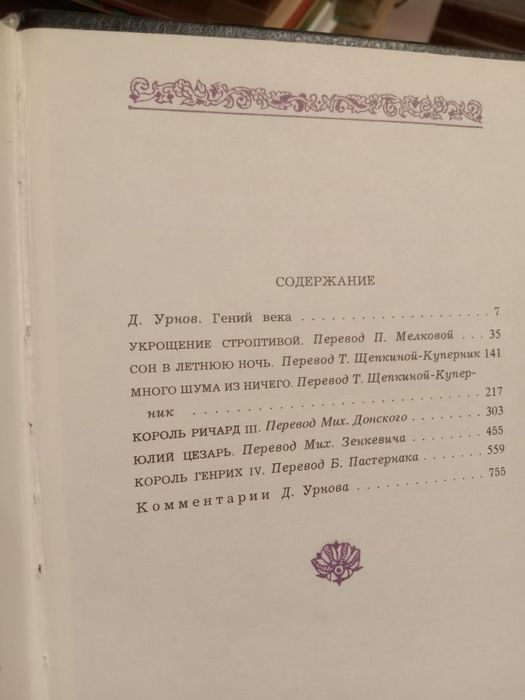 СОДЕРЖАНИЕ
Д. Урнов. Гений века . . . . . . . . . . . . . . . . . . . . 7
УКРОЩЕНИЕ СТРОПТИВОЙ. Перевод П. Мелковой . . . 35
СОН В ЛЕТНЮЮ НОЧЬ. Перевод Т. Щепкиной-Куперник 141
МНОГО ШУМА ИЗ НИЧЕГО. Перевод Т. Щепкиной-Купер-
ник . . . . . . . . . . . . . . . . . . . . . . . . . . . . 217
КОРОЛЬ РИЧАРД III. Перевод Мих. Донского . . . . . . . . 303
ЮЛИЙ ЦЕЗАРЬ. Перевод Мих. Зенкевича . . . . . . . . 455
КОРОЛЬ ГЕНРИХ IV. Перевод Б. Пастернака . . . . . . . 559
Комментарии Д. Урнова . . . . . . . . . . . . . . 755